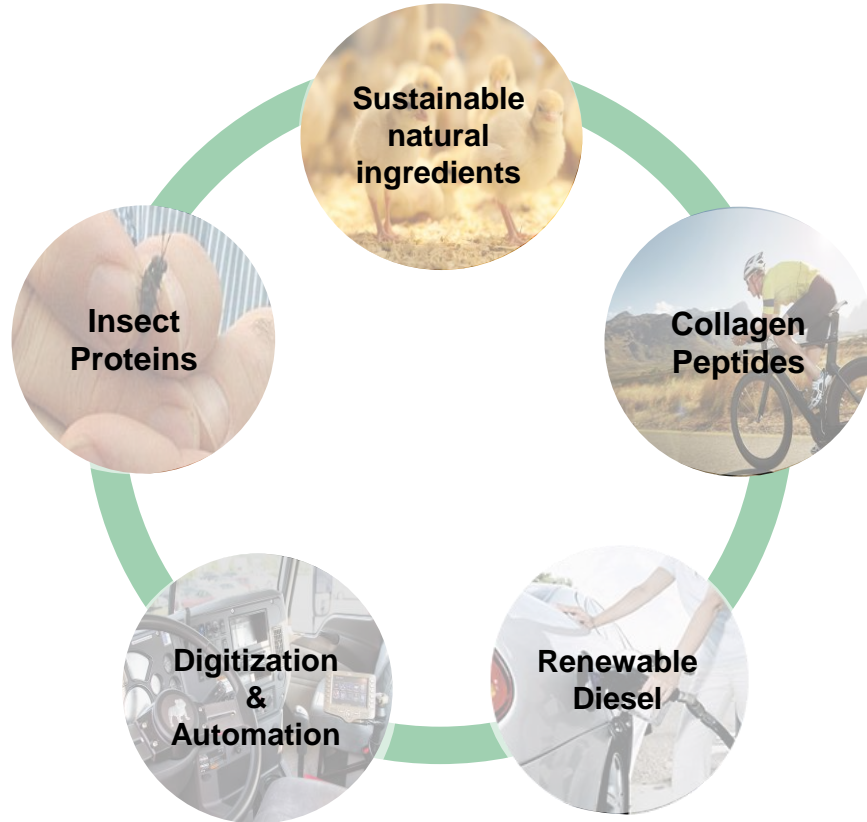 Sustainable
natural
ingredients
Collagen
Peptides
Renewable
Diesel
Digitization
&
Automation
Insect
Proteins